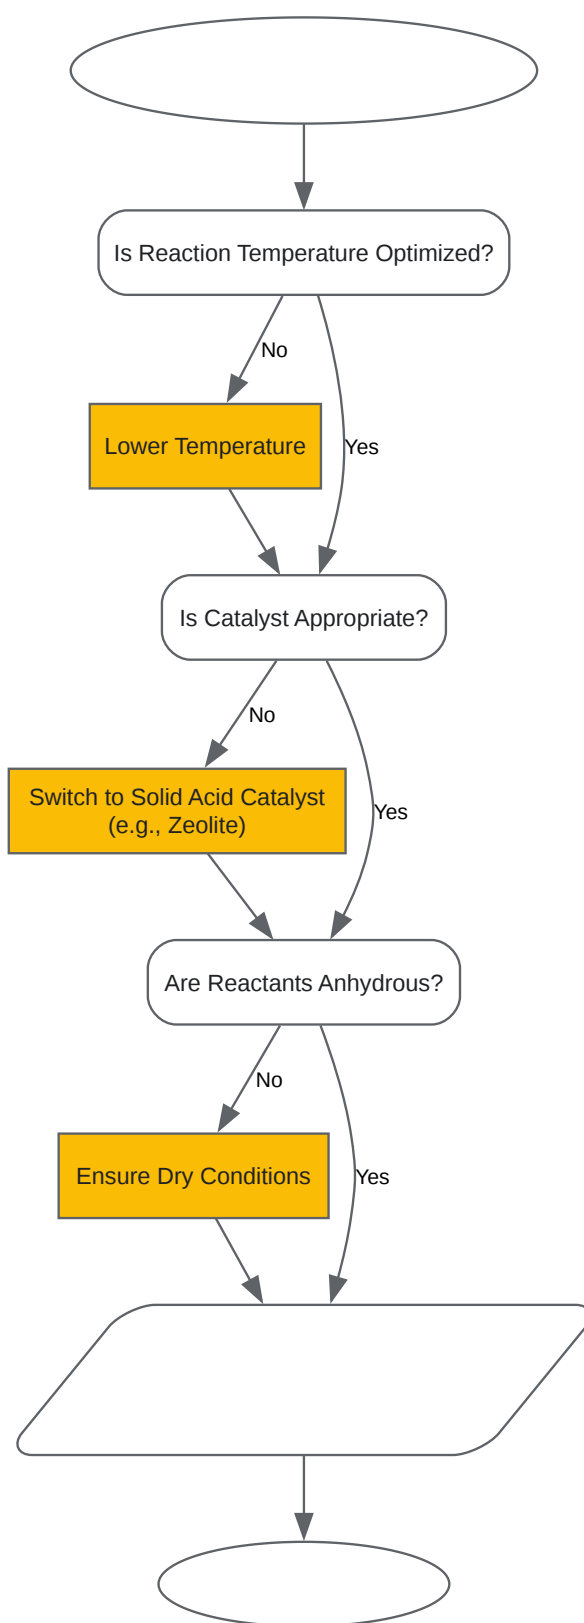 Is Reaction Temperature Optimized?
No
Lower Temperature
Yes
Is Catalyst Appropriate?
No
Switch to Solid Acid Catalyst
(e.g., Zeolite)
Yes
Are Reactants Anhydrous?
No
Ensure Dry Conditions
Yes